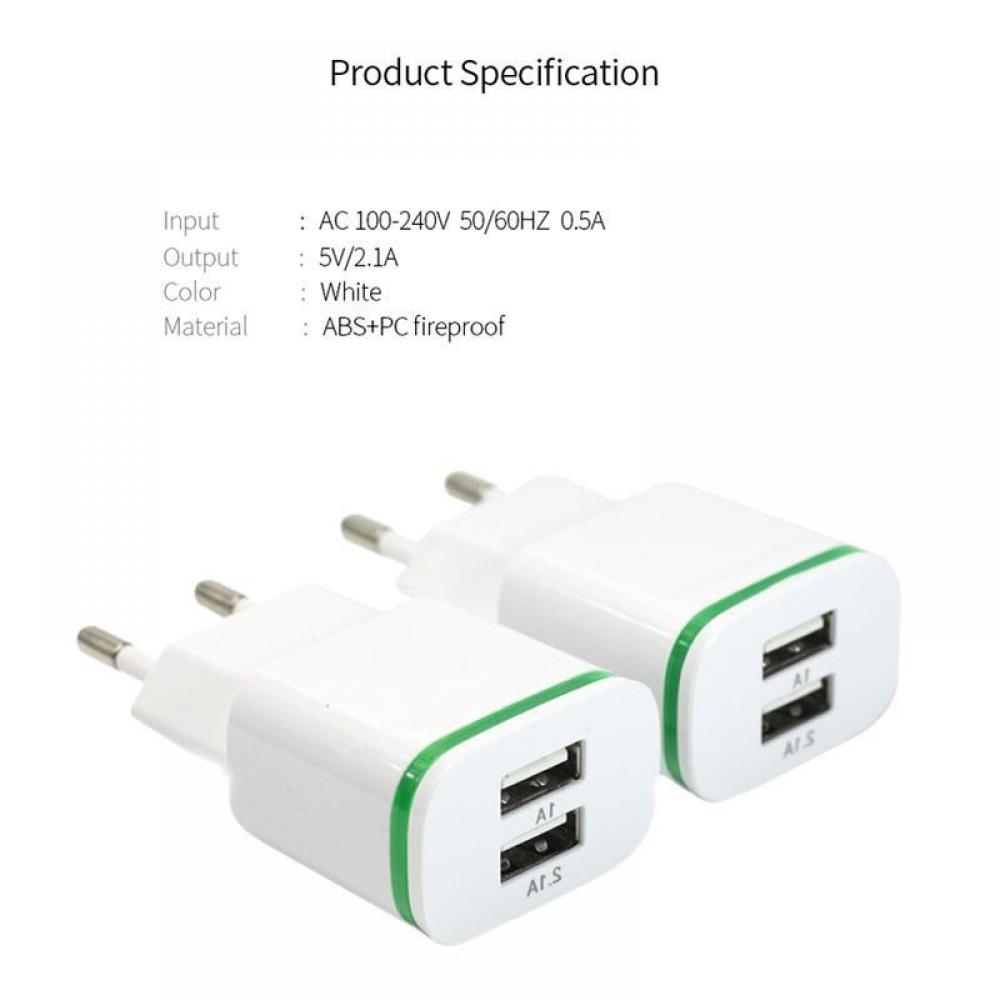 Product Specification
Input : AC 100-240V 50/60HZ 0.5A
Output : 5V/2.1A
Color : White
Material : ABS+PC fireproof
1A
2.1A
1A
2.1A